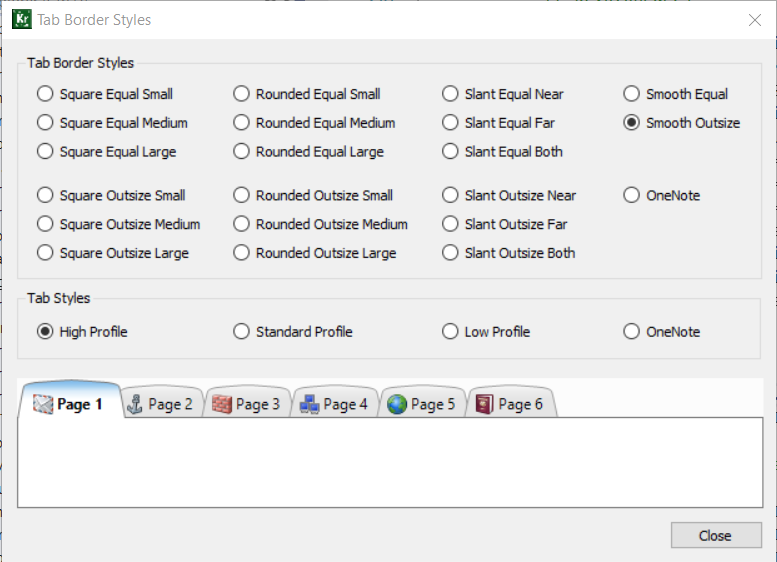 Kr Tab Border Styles
Tab Border Styles
Square Equal Small Rounded Equal Small Slant Equal Near Smooth Equal
Square Equal Medium Rounded Equal Medium Slant Equal Far Smooth Outsize
Square Equal Large Rounded Equal Large Slant Equal Both
Square Outsize Small Rounded Outsize Small Slant Outsize Near OneNote
Square Outsize Medium Rounded Outsize Medium Slant Outsize Far
Square Outsize Large Rounded Outsize Large Slant Outsize Both
Tab Styles
High Profile Standard Profile Low Profile OneNote
Page 1 Page 2 Page 3 Page 4 Page 5 Page 6
Close